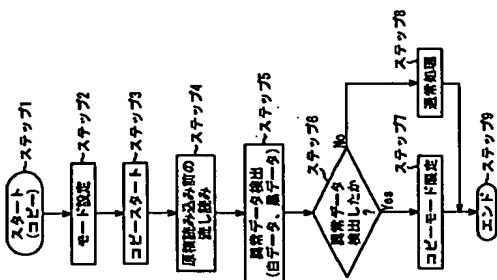 スタート
(コピー)
ステップ1
モード設定
ステップ2
コピースタート
ステップ3
原稿読み込み前の
流し読み
ステップ4
異常データ検出
(白データ、黒データ)
ステップ5
異常データ
検出したか
?
ステップ6
No
Yes
コピーモード限定
ステップ7
通常処理
ステップ8
エンド
ステップ9